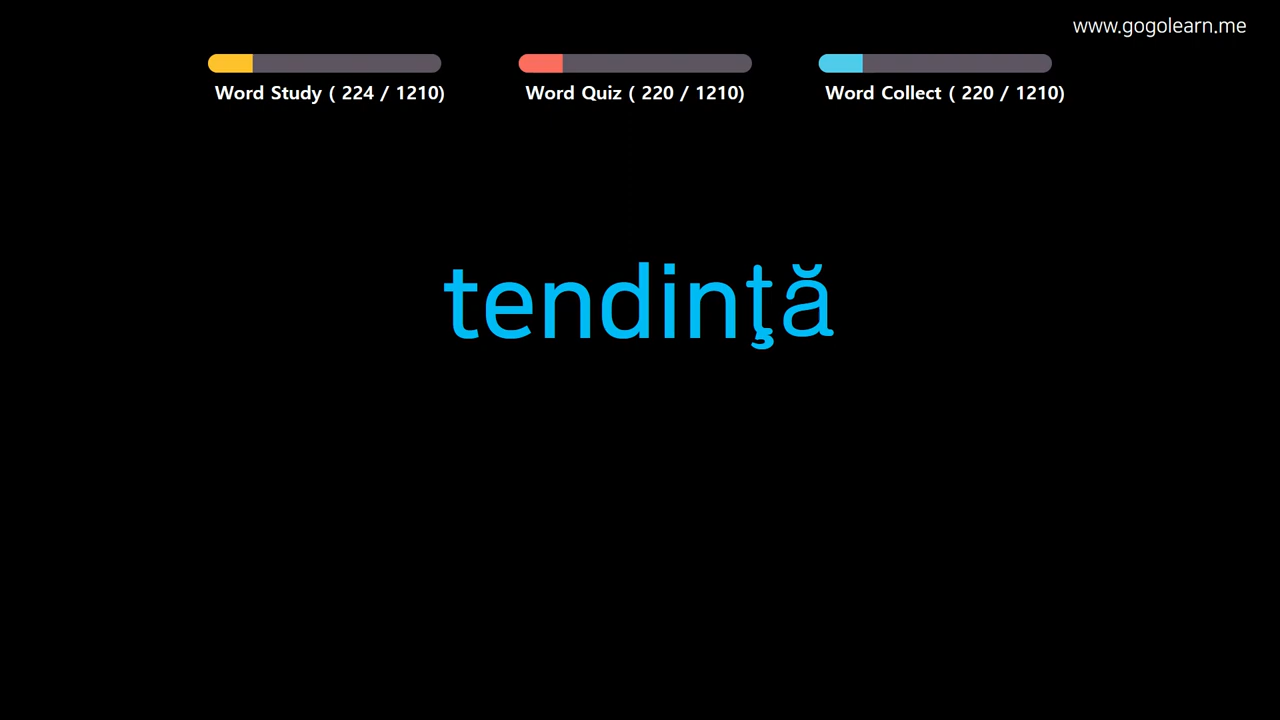 www.gogolearn.me
Word Study ( 224 / 1210)
Word Quiz ( 220 / 1210)
Word Collect ( 220 / 1210)
tendinţă